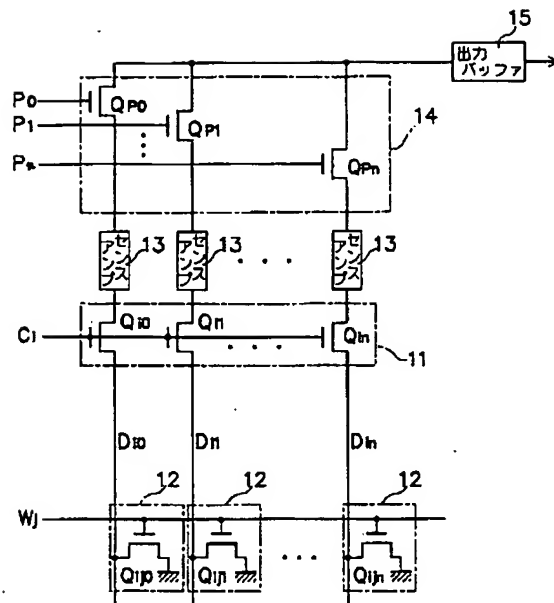 15
出力
バッファ
P0
QP0
P1
QP1
14
Pn
QPn
センスアンプ
13
センスアンプ
13
センスアンプ
13
Ci
Qi0
Qi1
Qin
11
Di0
Di1
Din
12
12
12
Wj
Qij0
Qij1
Qijn